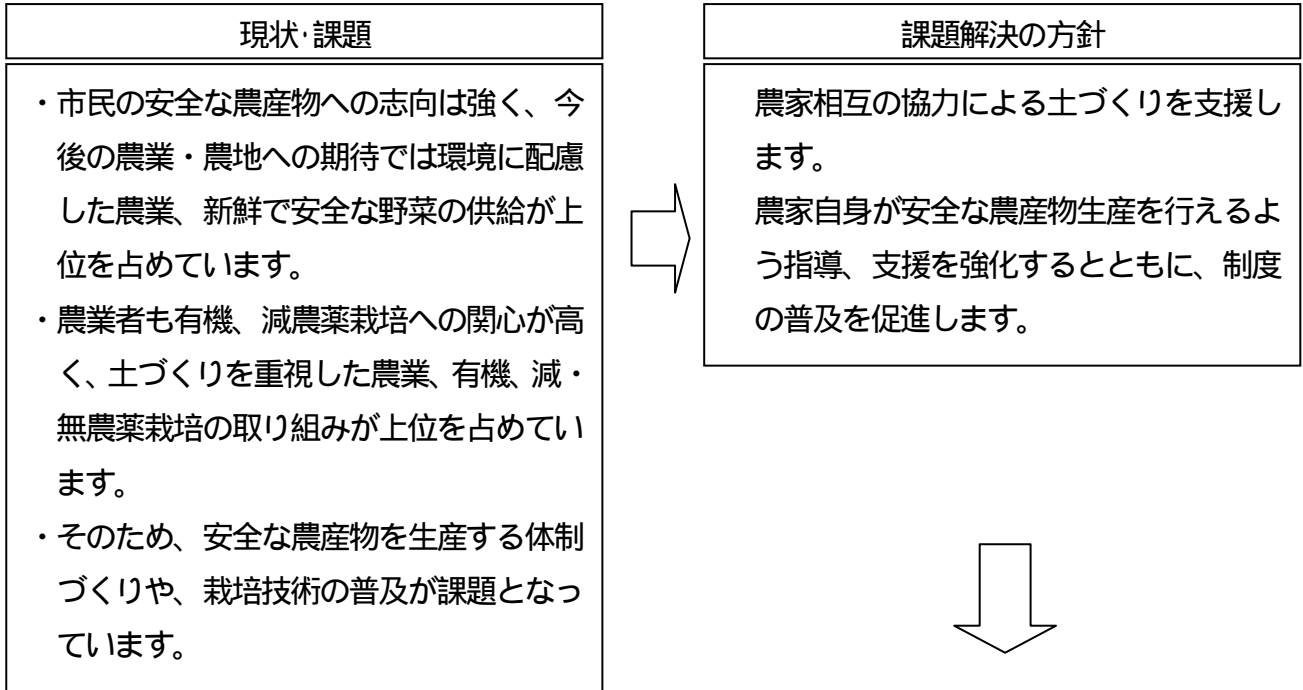 現状・課題
・市民の安全な農産物への志向は強く、今
後の農業・農地への期待では環境に配慮
した農業、新鮮で安全な野菜の供給が上
位を占めています。
・農業者も有機、減農薬栽培への関心が高
く、土づくりを重視した農業、有機、減・
無農薬栽培の取り組みが上位を占めてい
ます。
・そのため、安全な農産物を生産する体制
づくりや、栽培技術の普及が課題となっ
ています。
課題解決の方針
農家相互の協力による土づくりを支援し
ます。
農家自身が安全な農産物生産を行えるよ
う指導、支援を強化するとともに、制度
の普及を促進します。